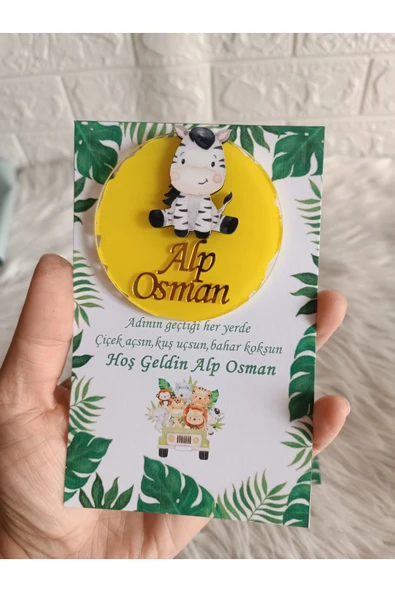 Alp
Osman
Adının geçtiği her yerde
Çiçek açsın,kuş uçsun,bahar koksun
Hoş Geldin Alp Osman